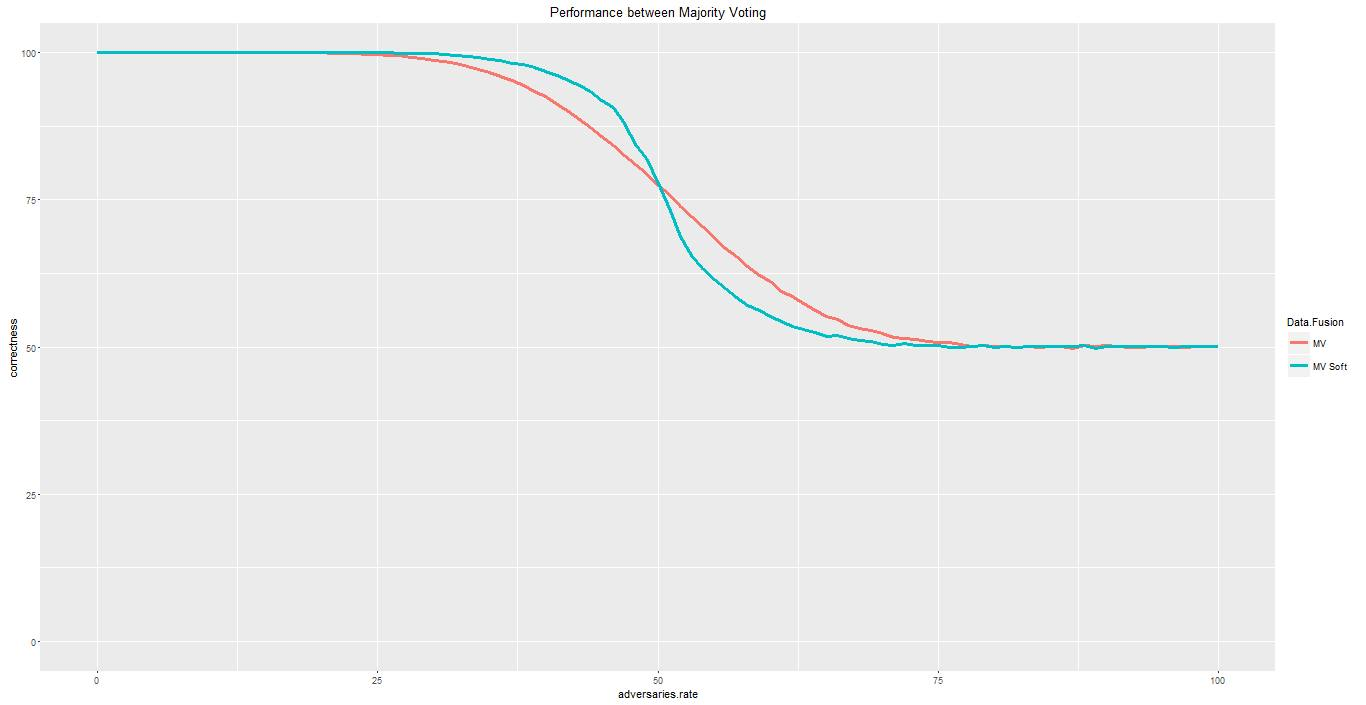 Performance between Majority Voting
correctness
100
75
50
25
0
0 25 50 75 100
adversaries.rate
Data.Fusion
MV
MV Soft